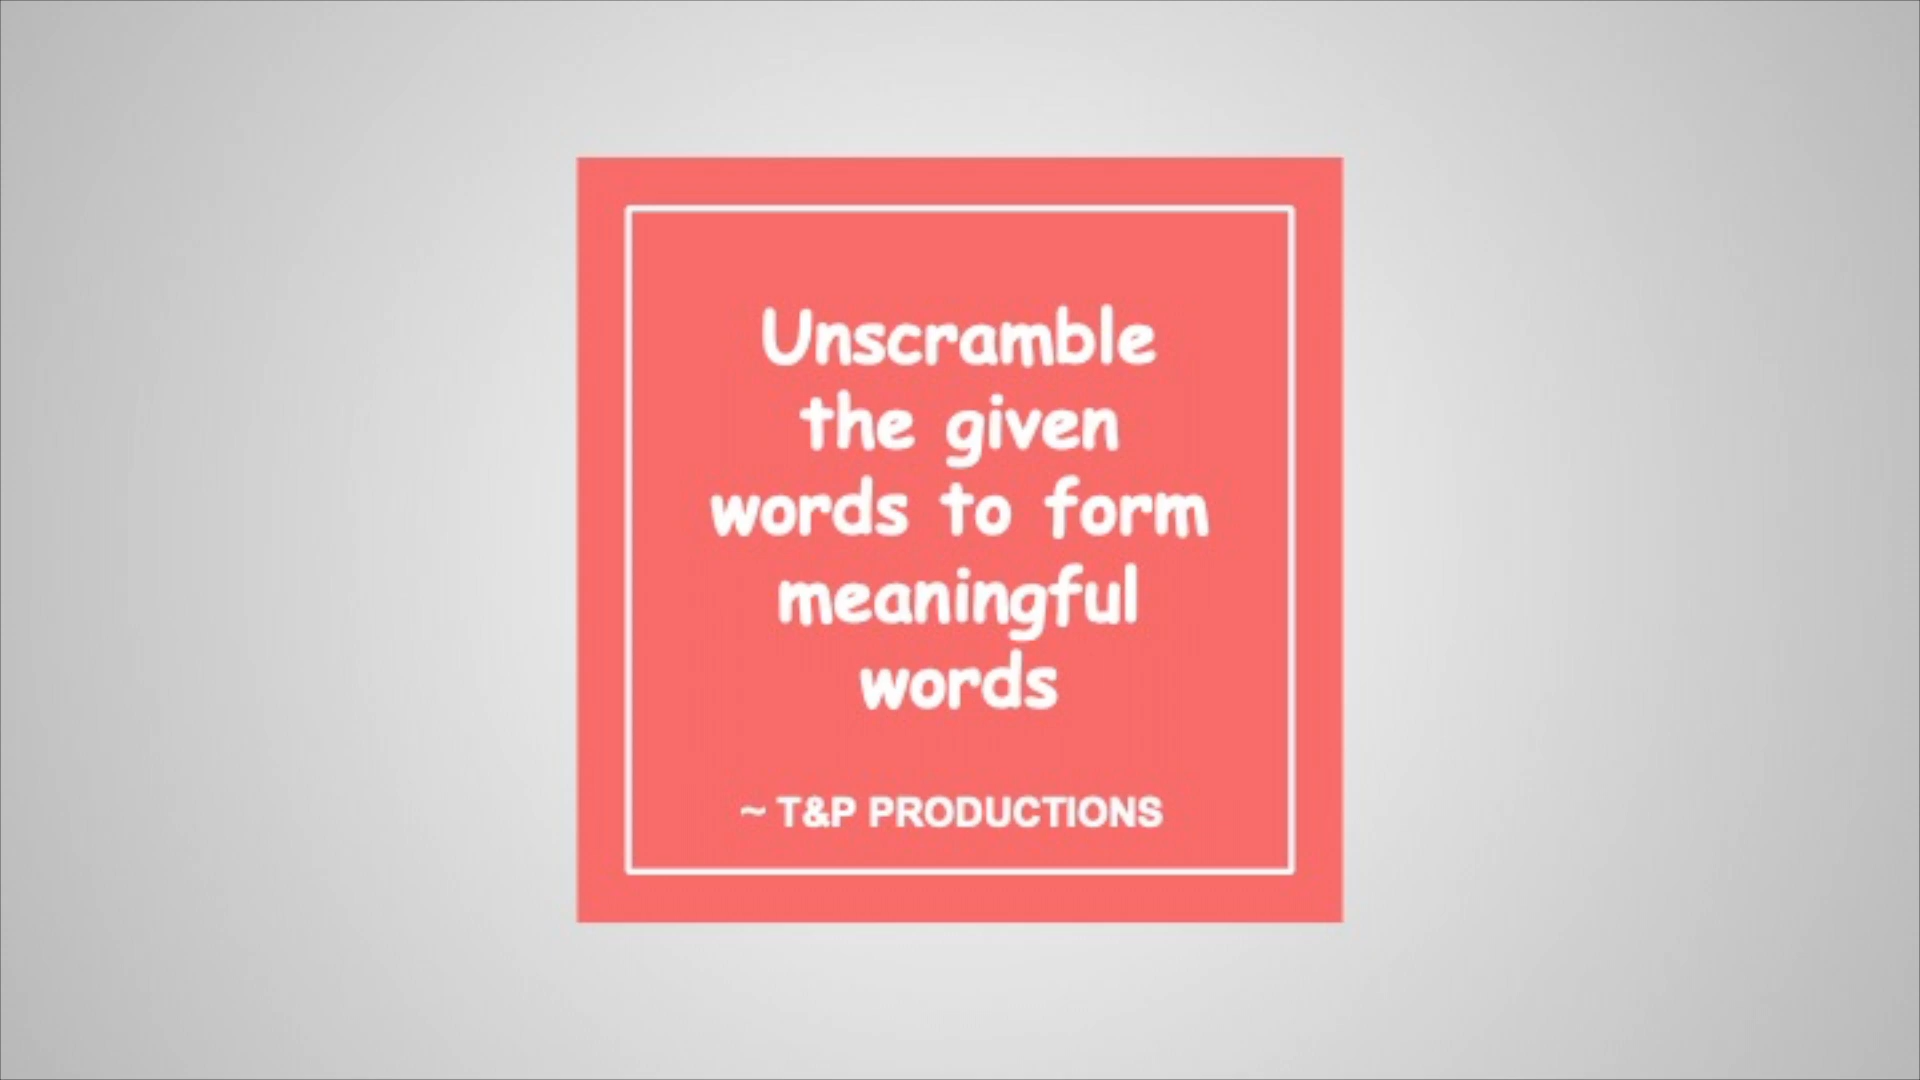 Unscramble
the given
words to form
meaningful
words
~ T&P PRODUCTIONS